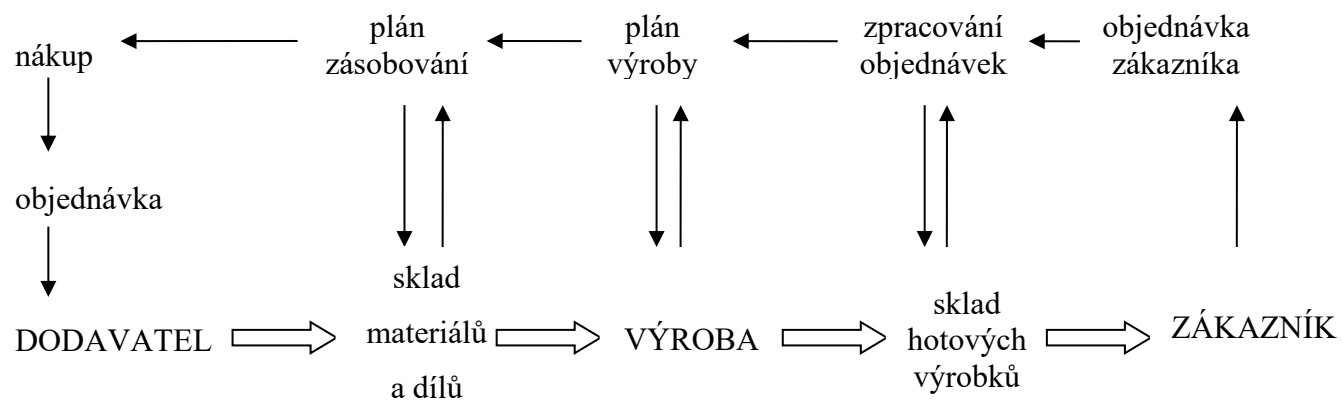 nákup
plán
zásobování
plán
výroby
zpracování
objednávek
objednávka
zákazníka
objednávka
DODAVATEL
sklad
materiálů
a dílů
VÝROBA
sklad
hotových
výrobků
ZÁKAZNÍK